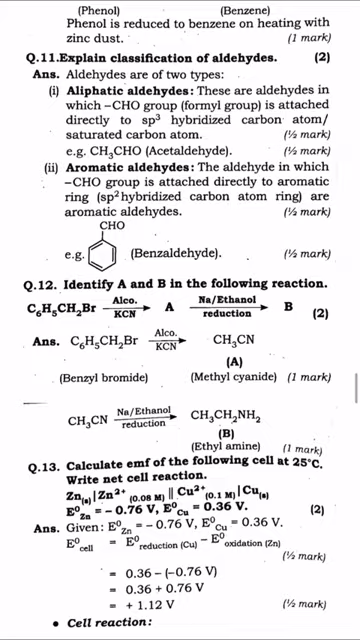 (Phenol) (Benzene)
Phenol is reduced to benzene on heating with
zinc dust. (1 mark)
Q.11.Explain classification of aldehydes. (2)
Ans. Aldehydes are of two types:
(i) Aliphatic aldehydes: These are aldehydes in
which –CHO group (formyl group) is attached
directly to sp³ hybridized carbon atom/
saturated carbon atom. (½ mark)
e.g. CH₃CHO (Acetaldehyde). (½ mark)
(ii) Aromatic aldehydes: The aldehyde in which
–CHO group is attached directly to aromatic
ring (sp² hybridized carbon atom ring) are
aromatic aldehydes. (½ mark)
CHO
e.g. (Benzaldehyde). (½ mark)
Q.12. Identify A and B in the following reaction.
C₆H₅CH₂Br Alco. KCN → A Na/Ethanol reduction → B (2)
Ans. C₆H₅CH₂Br Alco. KCN → CH₃CN
(A)
(Benzyl bromide) (Methyl cyanide) (1 mark)
CH₃CN Na/Ethanol reduction → CH₃CH₂NH₂
(B)
(Ethyl amine) (1 mark)
Q.13. Calculate emf of the following cell at 25°C.
Write net cell reaction.
Zn₍ₛ₎|Zn²⁺ (0.08 M)||Cu²⁺(0.1 M)|Cu₍ₛ₎
E⁰Zn = – 0.76 V, E⁰Cu = 0.36 V. (2)
Ans. Given: E⁰Zn = – 0.76 V, E⁰Cu = 0.36 V.
E⁰cell = E⁰reduction (Cu) – E⁰oxidation (Zn)
(½ mark)
= 0.36 – (–0.76 V)
= 0.36 + 0.76 V
= + 1.12 V (½ mark)
• Cell reaction: